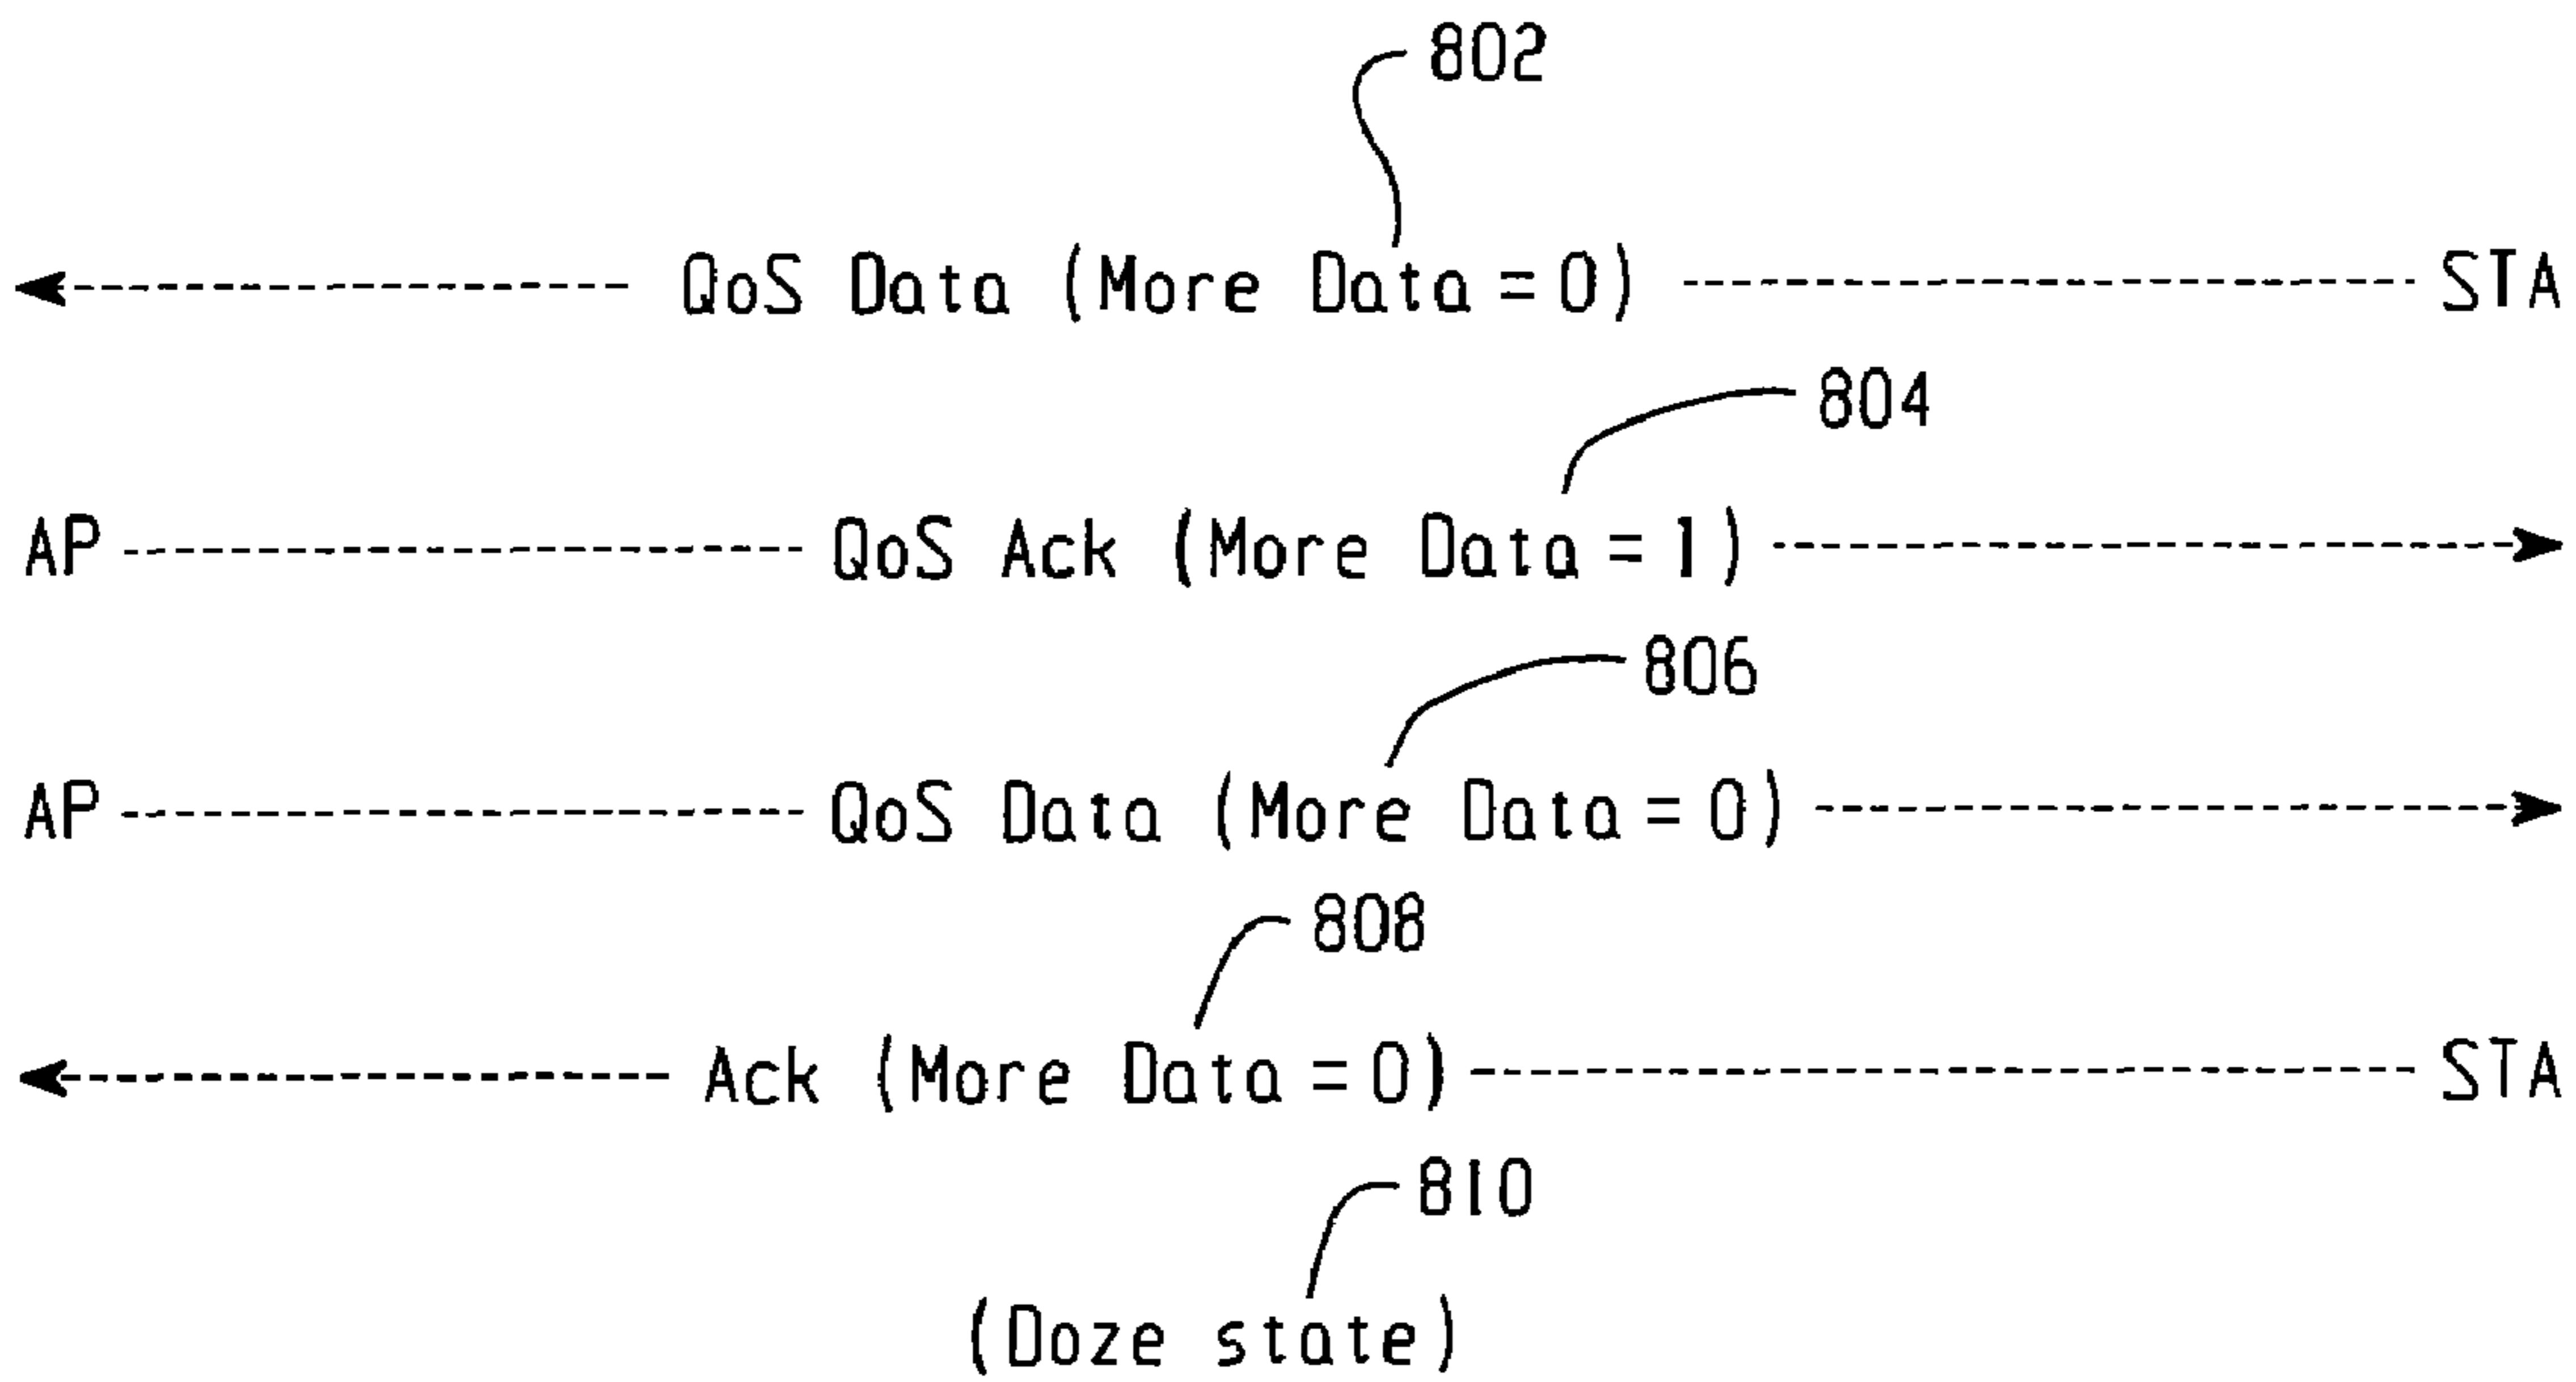 802
QoS Data (More Data = 0) STA
804
AP QoS Ack (More Data = 1)
806
AP QoS Data (More Data = 0)
808
Ack (More Data = 0) STA
810
(Doze state)